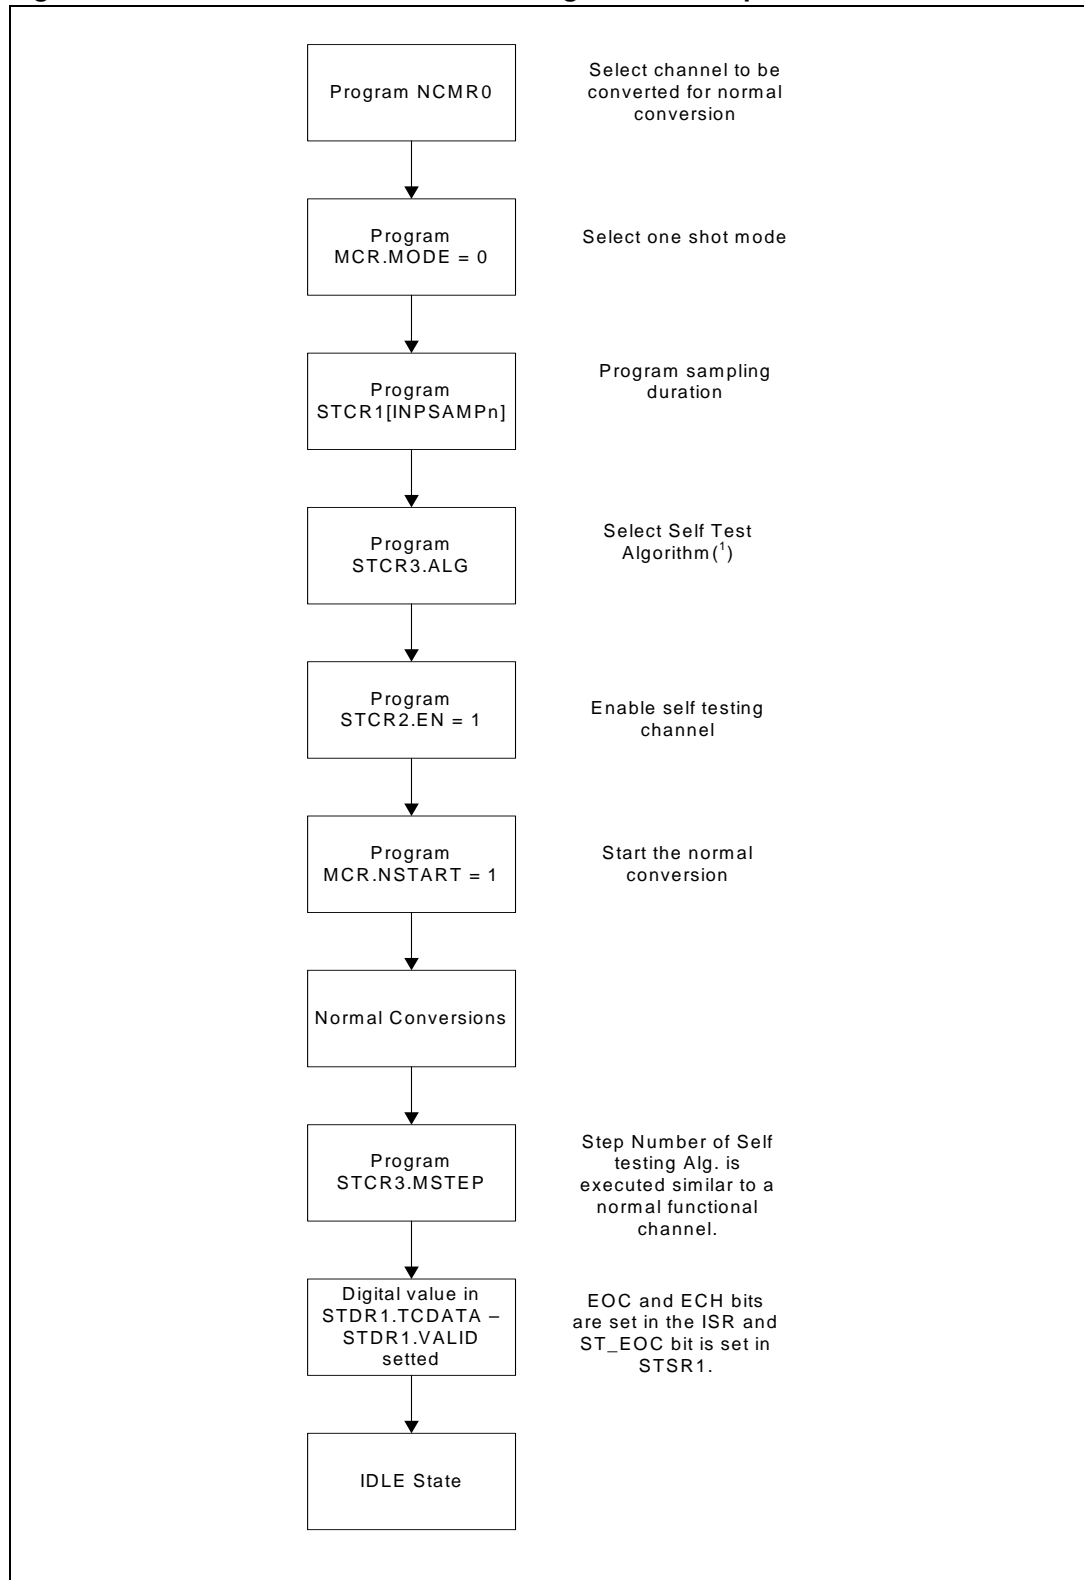 Program NCMR0
Select channel to be
converted for normal
conversion
Program
MCR.MODE = 0
Select one shot mode
Program
STCR1[INPSAMPn]
Program sampling
duration
Program
STCR3.ALG
Select Self Test
Algorithm(1)
Program
STCR2.EN = 1
Enable self testing
channel
Program
MCR.NSTART = 1
Start the normal
conversion
Normal Conversions
Program
STCR3.MSTEP
Step Number of Self
testing Alg. is
executed similar to a
normal functional
channel.
Digital value in
STDR1.TCDATA –
STDR1.VALID
setted
EOC and ECH bits
are set in the ISR and
ST_EOC bit is set in
STSR1.
IDLE State